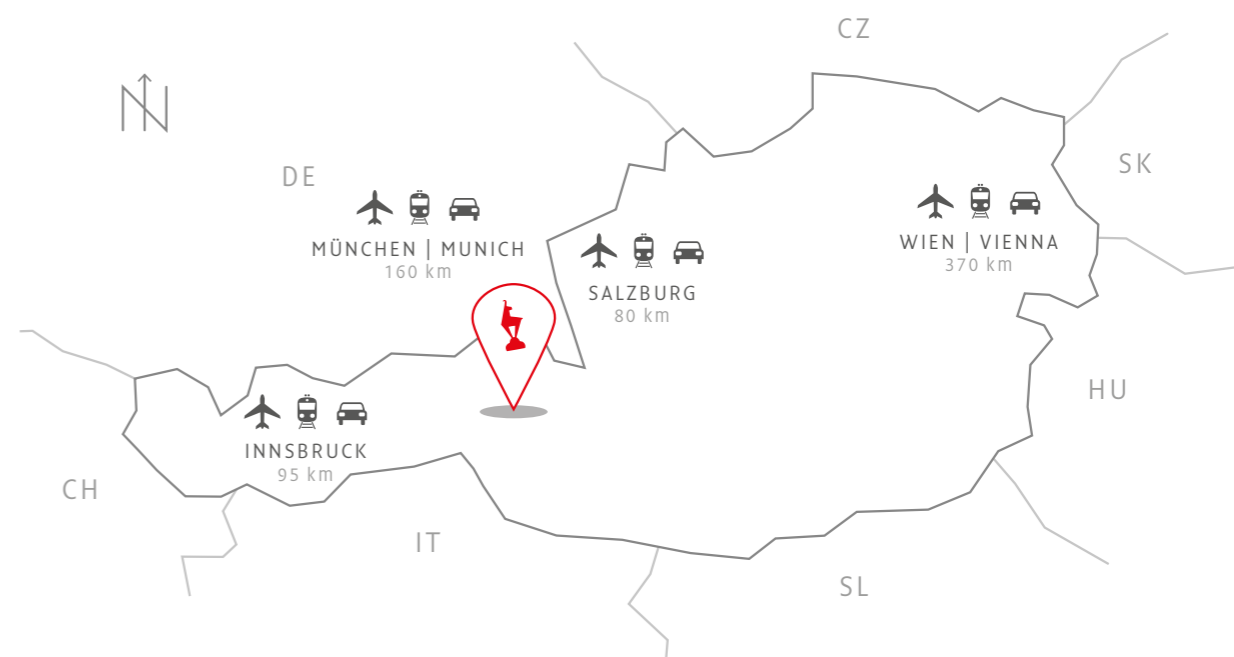 CZ
N
SK
DE
MÜNCHEN | MUNICH
160 km
WIEN | VIENNA
370 km
SALZBURG
80 km
HU
INNSBRUCK
95 km
CH
IT
SL